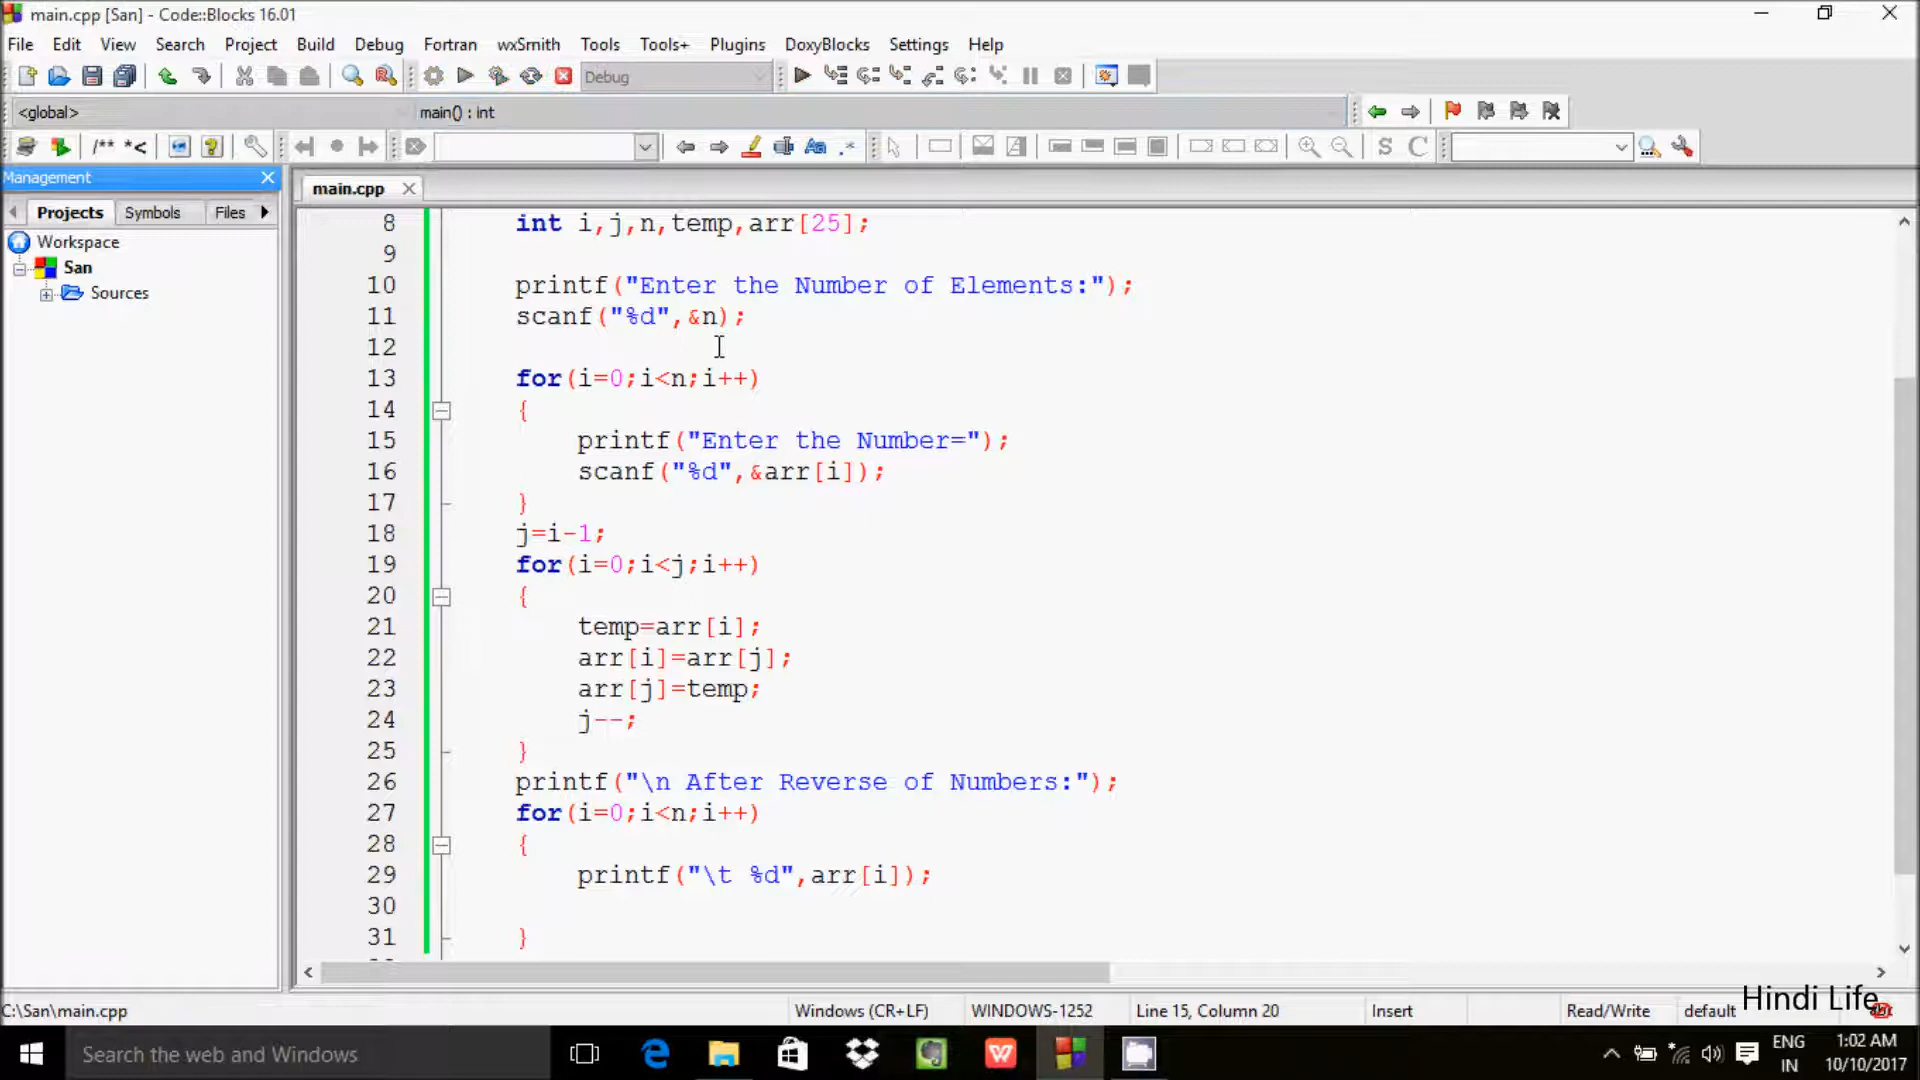 main.cpp [San] - Code::Blocks 16.01
File Edit View Search Project Build Debug Fortran wxSmith Tools Tools+ Plugins DoxyBlocks Settings Help
Debug
<global> main() : int
/** *< S C
Management
main.cpp
Projects Symbols Files
Workspace
San
Sources
8 int i,j,n,temp,arr[25];
9
10 printf("Enter the Number of Elements:");
11 scanf("%d",&n);
12
13 for(i=0;i<n;i++)
14 {
15 printf("Enter the Number=");
16 scanf("%d",&arr[i]);
17 }
18 j=i-1;
19 for(i=0;i<j;i++)
20 {
21 temp=arr[i];
22 arr[i]=arr[j];
23 arr[j]=temp;
24 j--;
25 }
26 printf("\n After Reverse of Numbers:");
27 for(i=0;i<n;i++)
28 {
29 printf("\t %d",arr[i]);
30
31 }
Hindi Life
C:\San\main.cpp Windows (CR+LF) WINDOWS-1252 Line 15, Column 20 Insert Read/Write default
Search the web and Windows
ENG
IN
1:02 AM
10/10/2017